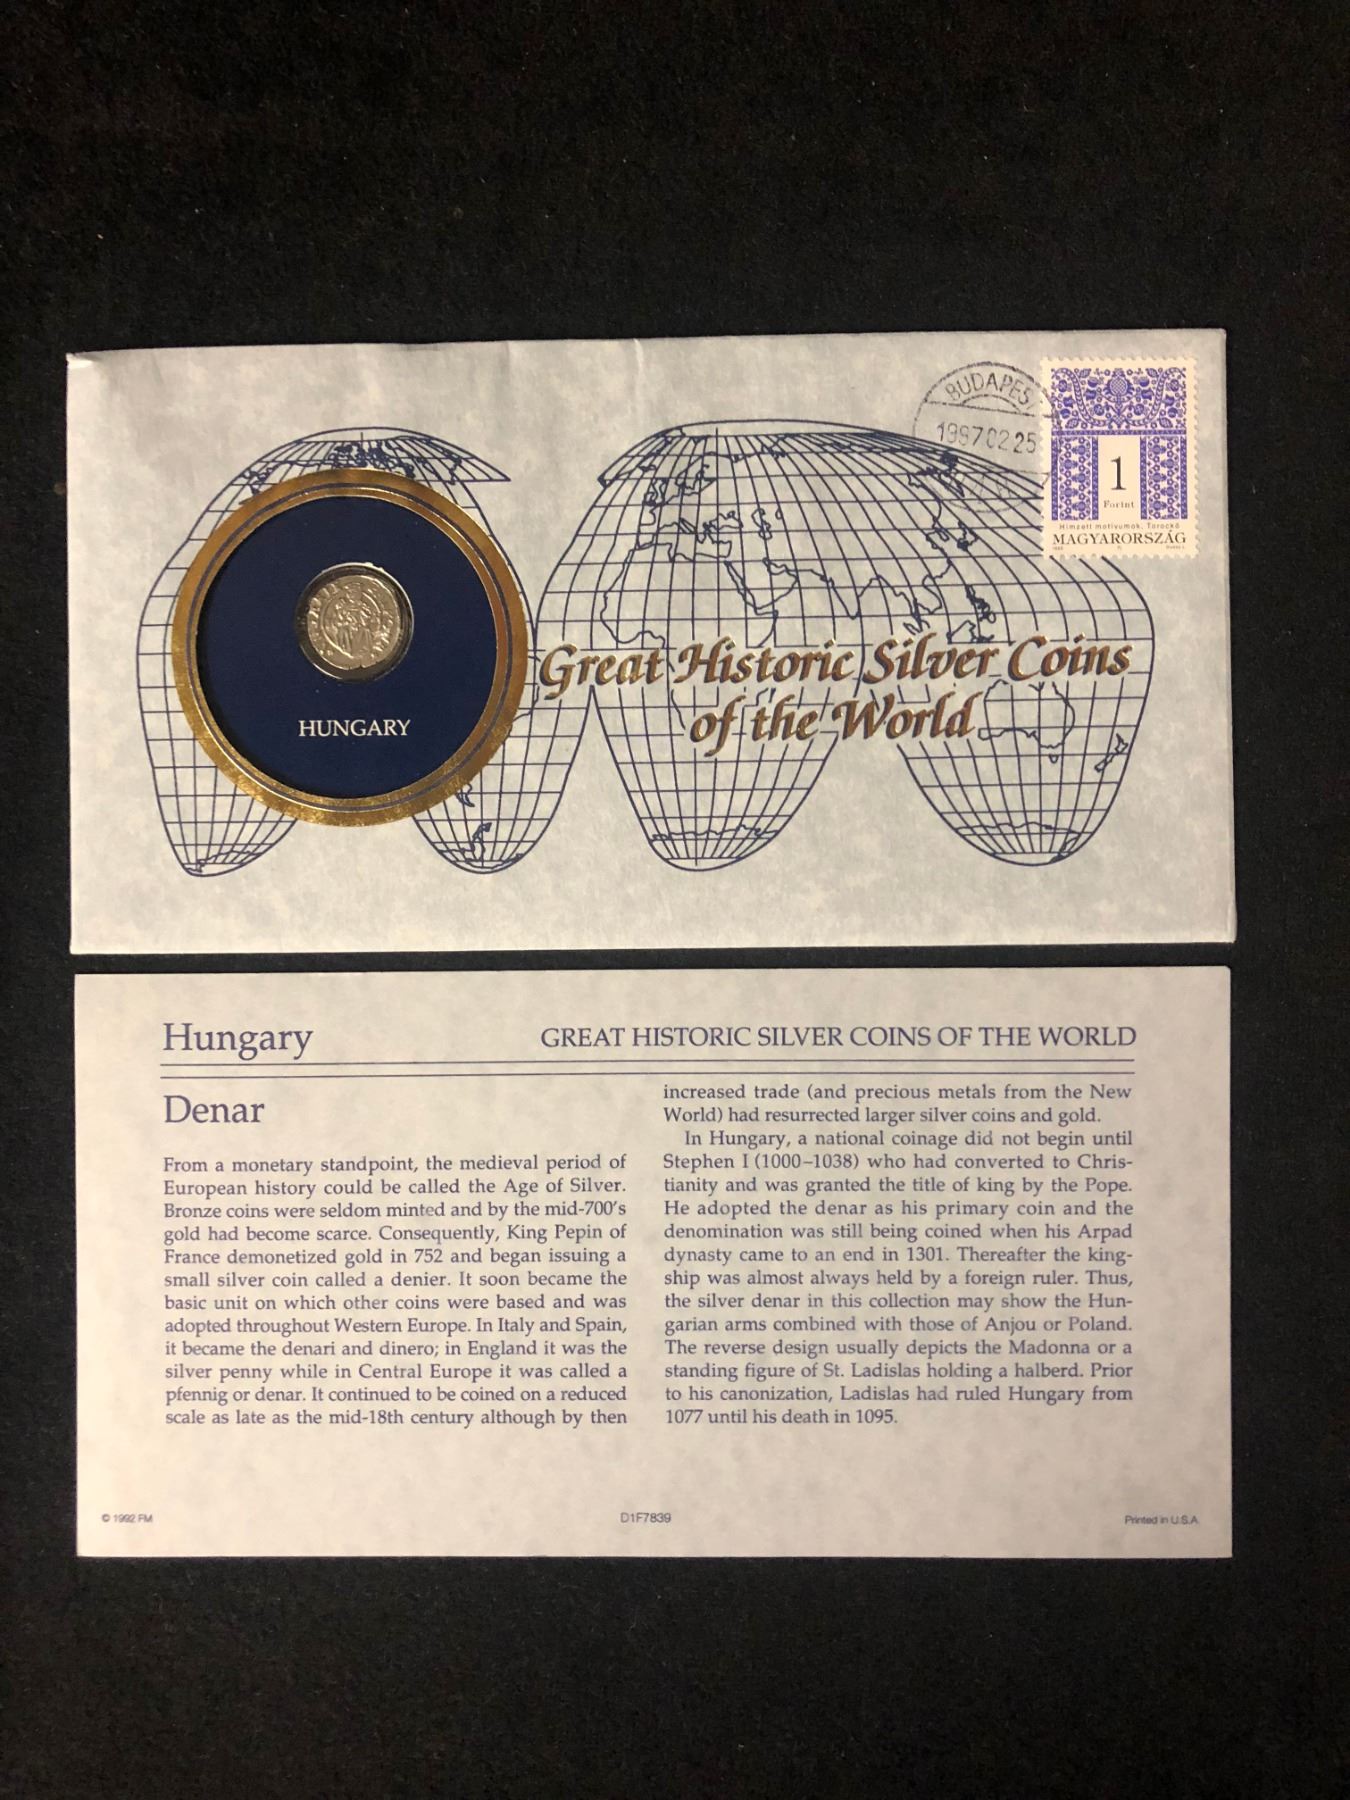 BUDAPES
1997 02 25
1
Forint
Hímzett motívumok, Torockó
MAGYARORSZÁG
Great Historic Silver Coins
of the World
HUNGARY
Hungary
GREAT HISTORIC SILVER COINS OF THE WORLD
Denar
From a monetary standpoint, the medieval period of
European history could be called the Age of Silver.
Bronze coins were seldom minted and by the mid-700's
gold had become scarce. Consequently, King Pepin of
France demonetized gold in 752 and began issuing a
small silver coin called a denier. It soon became the
basic unit on which other coins were based and was
adopted throughout Western Europe. In Italy and Spain,
it became the denari and dinero; in England it was the
silver penny while in Central Europe it was called a
pfennig or denar. It continued to be coined on a reduced
scale as late as the mid-18th century although by then
increased trade (and precious metals from the New
World) had resurrected larger silver coins and gold.
In Hungary, a national coinage did not begin until
Stephen I (1000–1038) who had converted to Chris-
tianity and was granted the title of king by the Pope.
He adopted the denar as his primary coin and the
denomination was still being coined when his Arpad
dynasty came to an end in 1301. Thereafter the king-
ship was almost always held by a foreign ruler. Thus,
the silver denar in this collection may show the Hun-
garian arms combined with those of Anjou or Poland.
The reverse design usually depicts the Madonna or a
standing figure of St. Ladislas holding a halberd. Prior
to his canonization, Ladislas had ruled Hungary from
1077 until his death in 1095.
© 1992 FM
D1F7839
Printed in U.S.A.